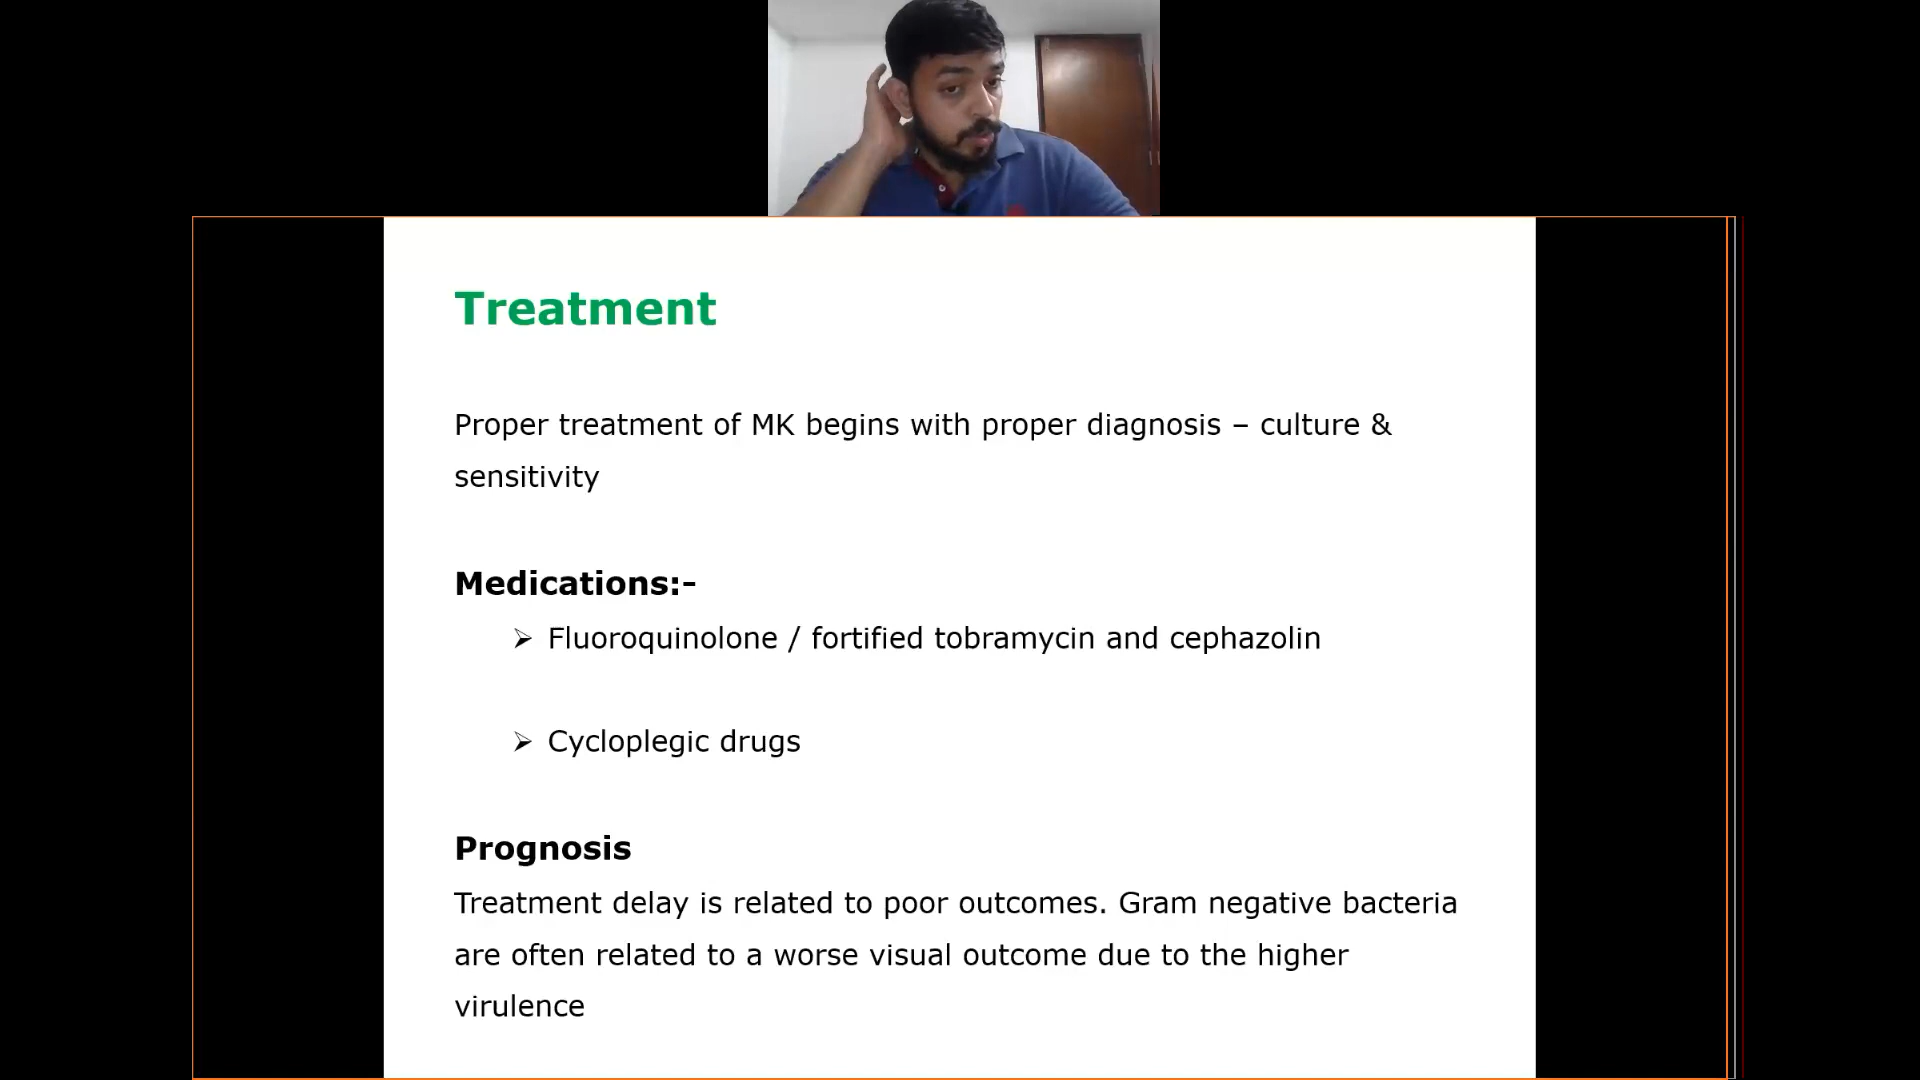 Treatment
Proper treatment of MK begins with proper diagnosis – culture &
sensitivity
Medications:-
➢ Fluoroquinolone / fortified tobramycin and cephazolin
➢ Cycloplegic drugs
Prognosis
Treatment delay is related to poor outcomes. Gram negative bacteria
are often related to a worse visual outcome due to the higher
virulence